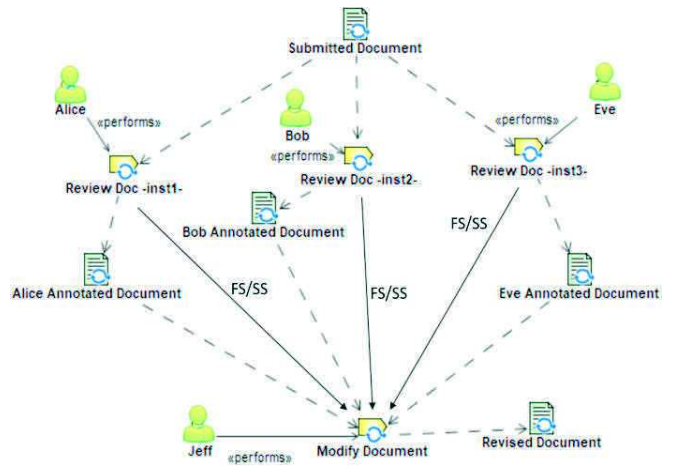 Submitted Document
Alice
«performs»
Bob
«performs»
«performs»
Eve
Review Doc -inst1-
Review Doc -inst2-
Review Doc -inst3-
Bob Annotated Document
FS/SS
Alice Annotated Document
FS/SS
FS/SS
Eve Annotated Document
Jeff
«performs»
Modify Document
Revised Document